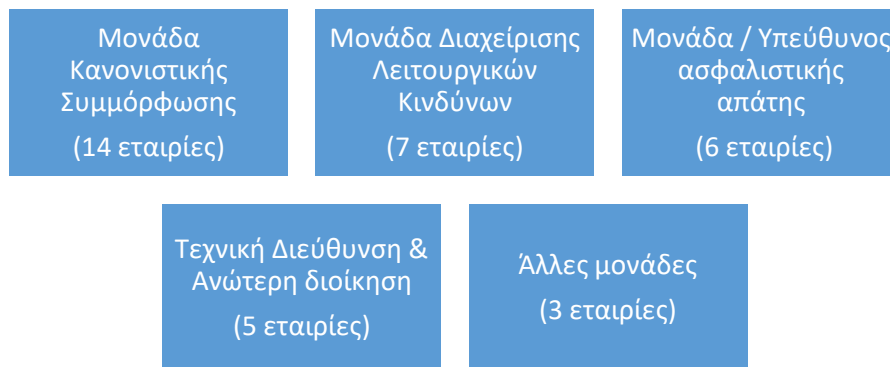 Μονάδα
Κανονιστικής
Συμμόρφωσης
(14 εταιρίες)
Μονάδα Διαχείρισης
Λειτουργικών
Κινδύνων
(7 εταιρίες)
Μονάδα / Υπεύθυνος
ασφαλιστικής
απάτης
(6 εταιρίες)
Τεχνική Διεύθυνση &
Ανώτερη διοίκηση
(5 εταιρίες)
Άλλες μονάδες
(3 εταιρίες)